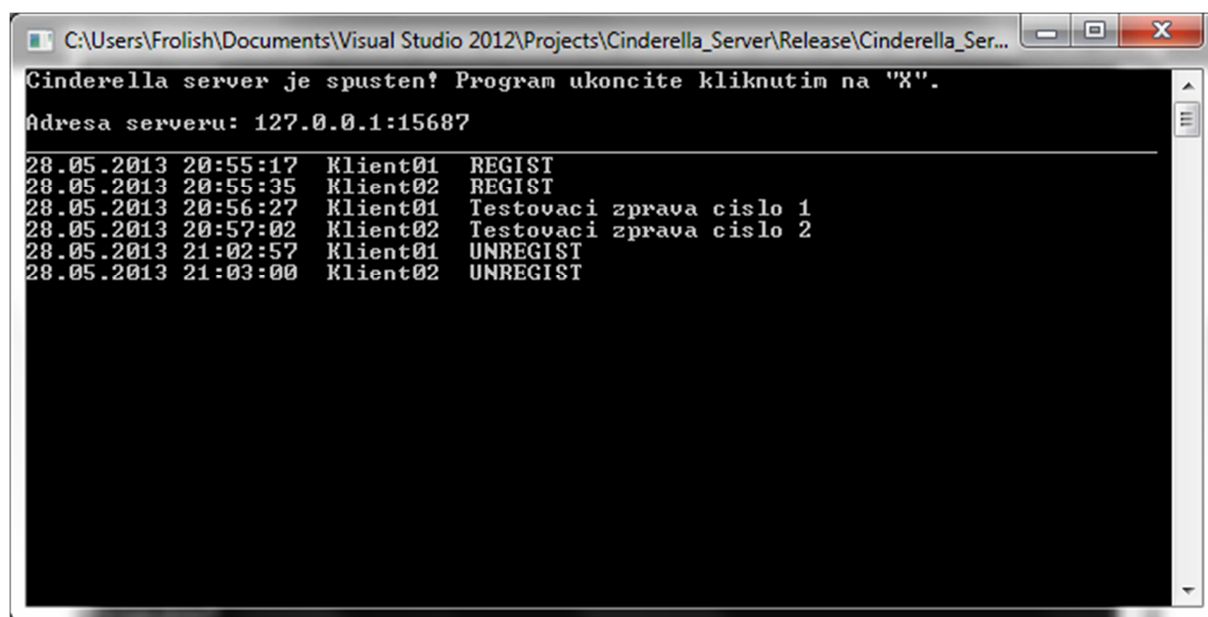 C:\Users\Frolish\Documents\Visual Studio 2012\Projects\Cinderella_Server\Release\Cinderella_Ser...
Cinderella server je spusten! Program ukoncite kliknutim na "X".
Adresa serveru: 127.0.0.1:15687
28.05.2013 20:55:17 Klient01 REGIST
28.05.2013 20:55:35 Klient02 REGIST
28.05.2013 20:56:27 Klient01 Testovaci zprava cislo 1
28.05.2013 20:57:02 Klient02 Testovaci zprava cislo 2
28.05.2013 21:02:57 Klient01 UNREGIST
28.05.2013 21:03:00 Klient02 UNREGIST